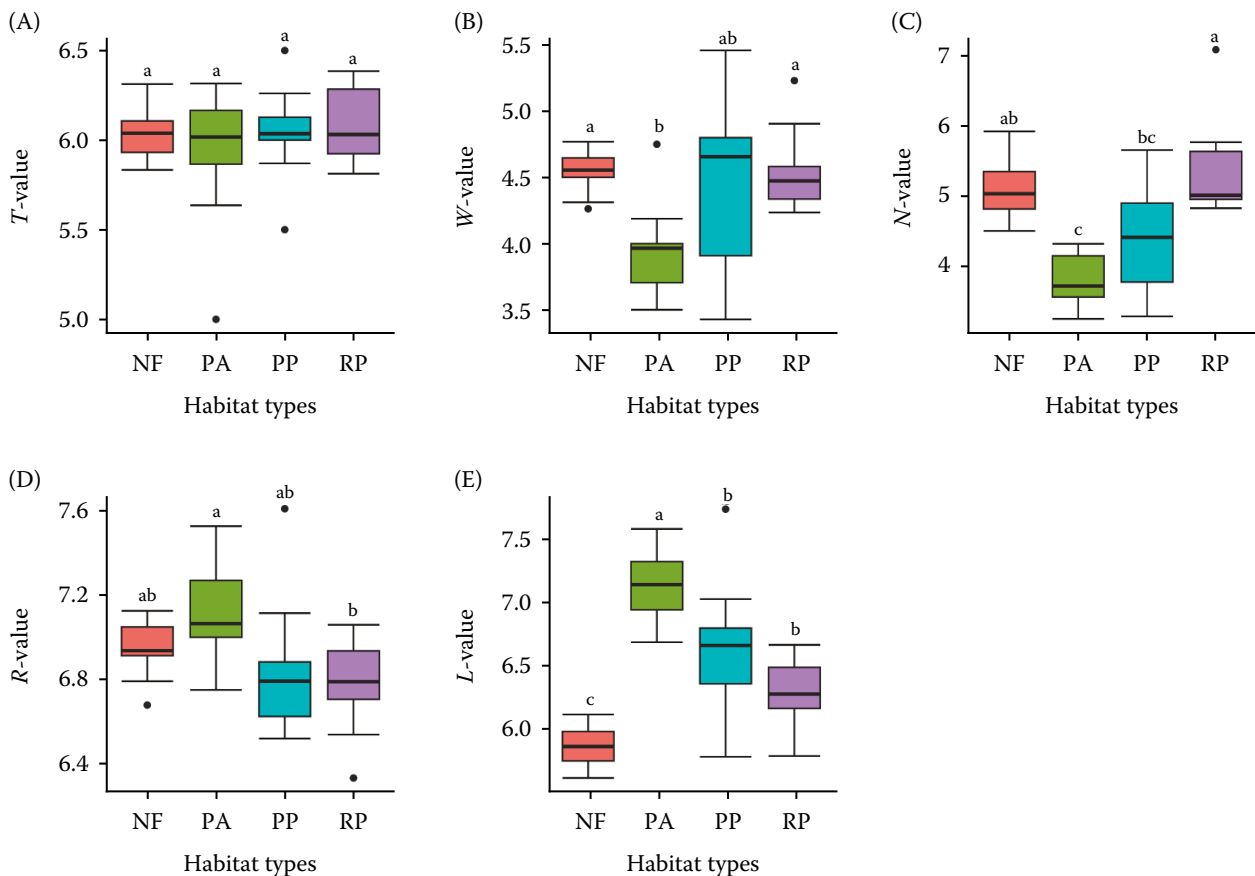 (A)
6.5
6.0
5.5
5.0
T-value
a
a
a
a
NF PA PP RP
Habitat types
(B)
5.5
5.0
4.5
4.0
3.5
W-value
a
b
ab
a
NF PA PP RP
Habitat types
(C)
7
6
5
4
N-value
ab
c
bc
a
NF PA PP RP
Habitat types
(D)
7.6
7.2
6.8
6.4
R-value
ab
a
ab
b
NF PA PP RP
Habitat types
(E)
7.5
7.0
6.5
6.0
L-value
c
a
b
b
NF PA PP RP
Habitat types